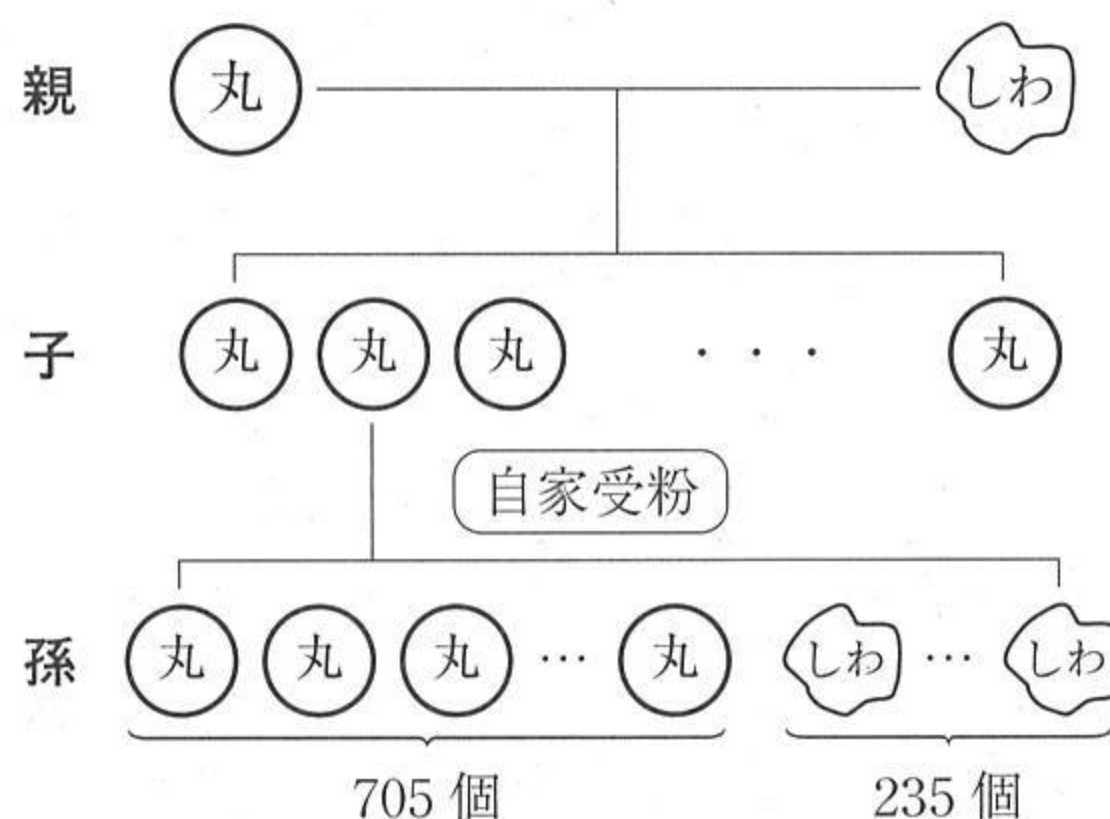 親 丸 しわ
子 丸 丸 丸 ・・・ 丸
自家受粉
孫 丸 丸 丸 … 丸 しわ … しわ
705 個 235 個